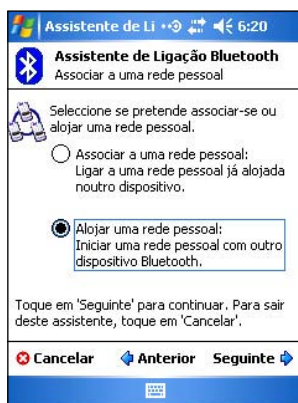 Assistente de Li 6:20
Assistente de Ligação Bluetooth
Associar a uma rede pessoal
Seleccione se pretende associar-se ou
alojar uma rede pessoal.
Associar a uma rede pessoal:
Ligar a uma rede pessoal já alojada
noutro dispositivo.
Alojar uma rede pessoal:
Iniciar uma rede pessoal com outro
dispositivo Bluetooth.
Toque em 'Seguinte' para continuar. Para sair
deste assistente, toque em 'Cancelar'.
Cancelar Anterior Seguinte